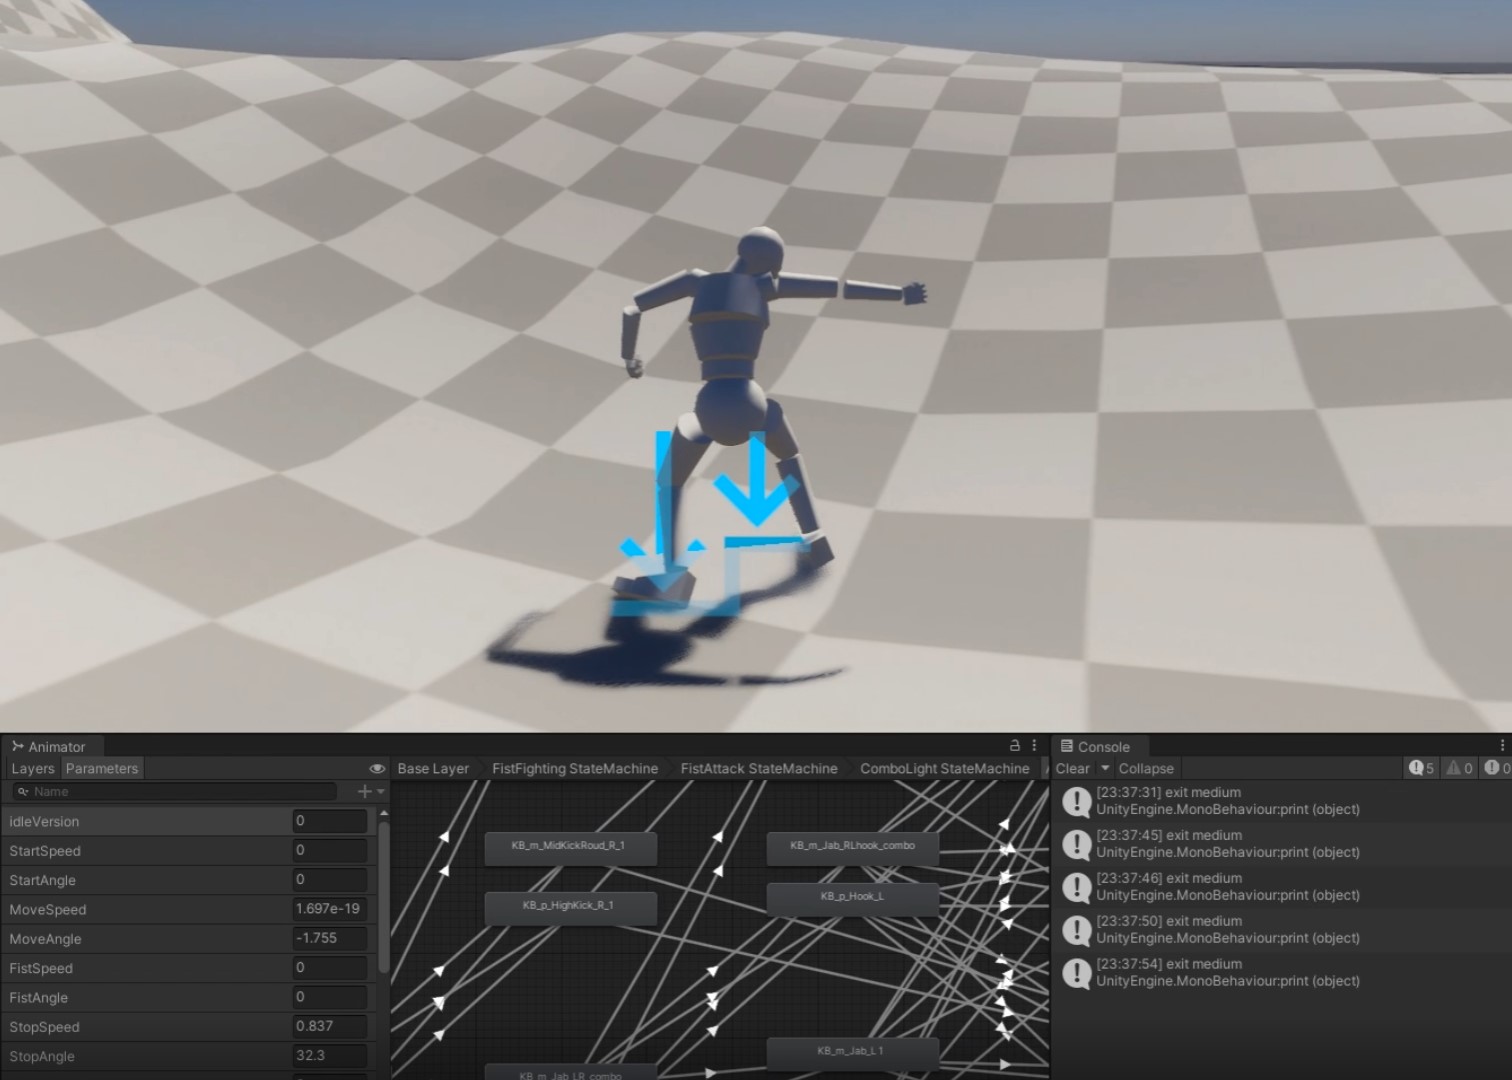 Animator
Layers Parameters
Name
idleVersion 0
StartSpeed 0
StartAngle 0
MoveSpeed 1.697e-19
MoveAngle -1.755
FistSpeed 0
FistAngle 0
StopSpeed 0.837
StopAngle 32.3
Base Layer FistFighting StateMachine FistAttack StateMachine ComboLight StateMachine
KB_m_MidKickRoud_R_1
KB_m_Jab_RLhook_combo
KB_p_HighKick_R_1
KB_p_Hook_L
KB_m_Jab_L 1
KB_m_Jab_LR_combo
Console
Clear Collapse 5 0 0
[23:37:31] exit medium
UnityEngine.MonoBehaviour:print (object)
[23:37:45] exit medium
UnityEngine.MonoBehaviour:print (object)
[23:37:46] exit medium
UnityEngine.MonoBehaviour:print (object)
[23:37:50] exit medium
UnityEngine.MonoBehaviour:print (object)
[23:37:54] exit medium
UnityEngine.MonoBehaviour:print (object)